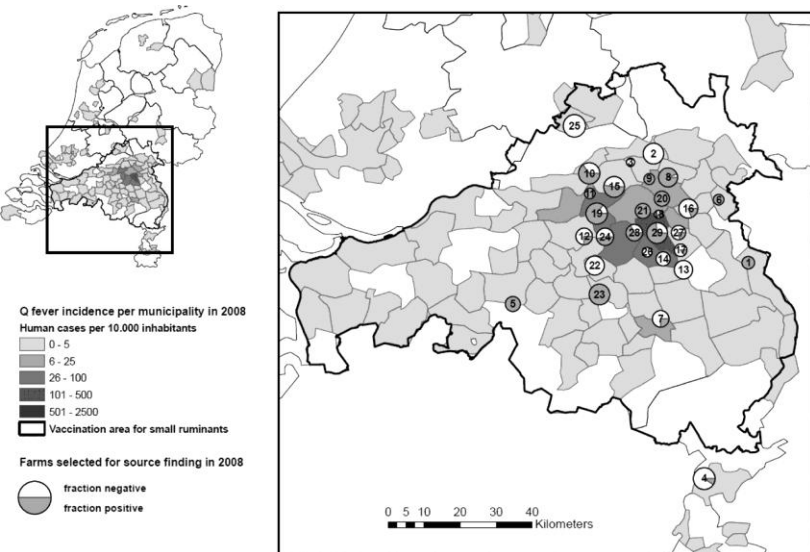 Q fever incidence per municipality in 2008
Human cases per 10.000 inhabitants
0 - 5
6 - 25
26 - 100
101 - 500
501 - 2500
Vaccination area for small ruminants
Farms selected for source finding in 2008
fraction negative
fraction positive
25
2
10
9
8
11
15
20
6
19
21
16
12
24
28
29
27
17
22
14
13
1
23
5
7
4
0 5 10 20 30 40
Kilometers